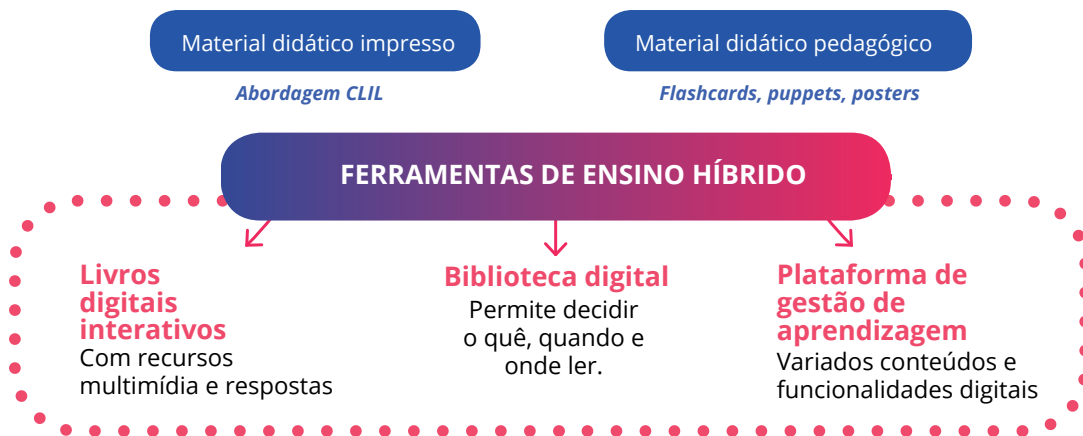 Material didático impresso
Abordagem CLIL
Material didático pedagógico
Flashcards, puppets, posters
FERRAMENTAS DE ENSINO HÍBRIDO
Livros
digitais
interativos
Com recursos
multimídia e respostas
Biblioteca digital
Permite decidir
o quê, quando e
onde ler.
Plataforma de
gestão de
aprendizagem
Variados conteúdos e
funcionalidades digitais